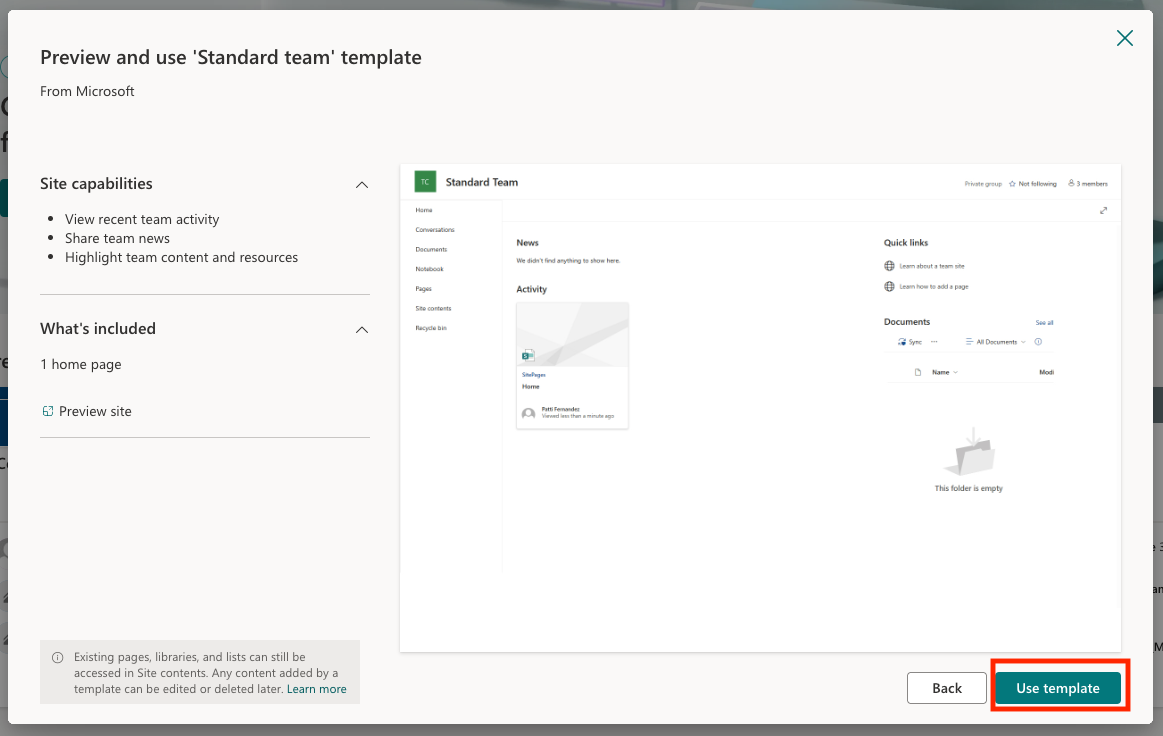 Preview and use 'Standard team' template
From Microsoft
Site capabilities
View recent team activity
Share team news
Highlight team content and resources
What's included
1 home page
Preview site
Existing pages, libraries, and lists can still be
accessed in Site contents. Any content added by a
template can be edited or deleted later. Learn more
TC
Standard Team
Private group
Not following
3 members
Home
Conversations
Documents
Notebook
Pages
Site contents
Recycle bin
News
We didn't find anything to show here.
Activity
SitePages
Home
Patti Fernandez
Viewed less than a minute ago
Quick links
Learn about a team site
Learn how to add a page
Documents
See all
Sync
All Documents
Name
Modi
This folder is empty
Back
Use template